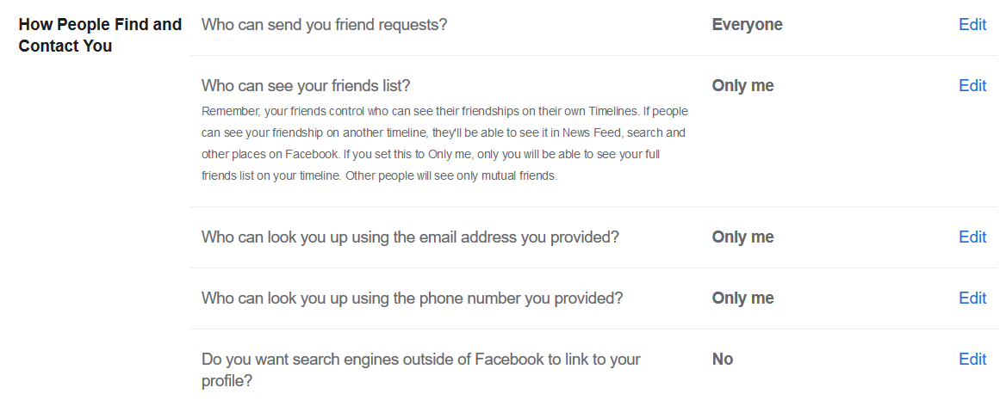 How People Find and
Contact You
Who can send you friend requests?
Everyone
Edit
Who can see your friends list?
Only me
Edit
Remember, your friends control who can see their friendships on their own Timelines. If people
can see your friendship on another timeline, they'll be able to see it in News Feed, search and
other places on Facebook. If you set this to Only me, only you will be able to see your full
friends list on your timeline. Other people will see only mutual friends.
Who can look you up using the email address you provided?
Only me
Edit
Who can look you up using the phone number you provided?
Only me
Edit
Do you want search engines outside of Facebook to link to your
profile?
No
Edit